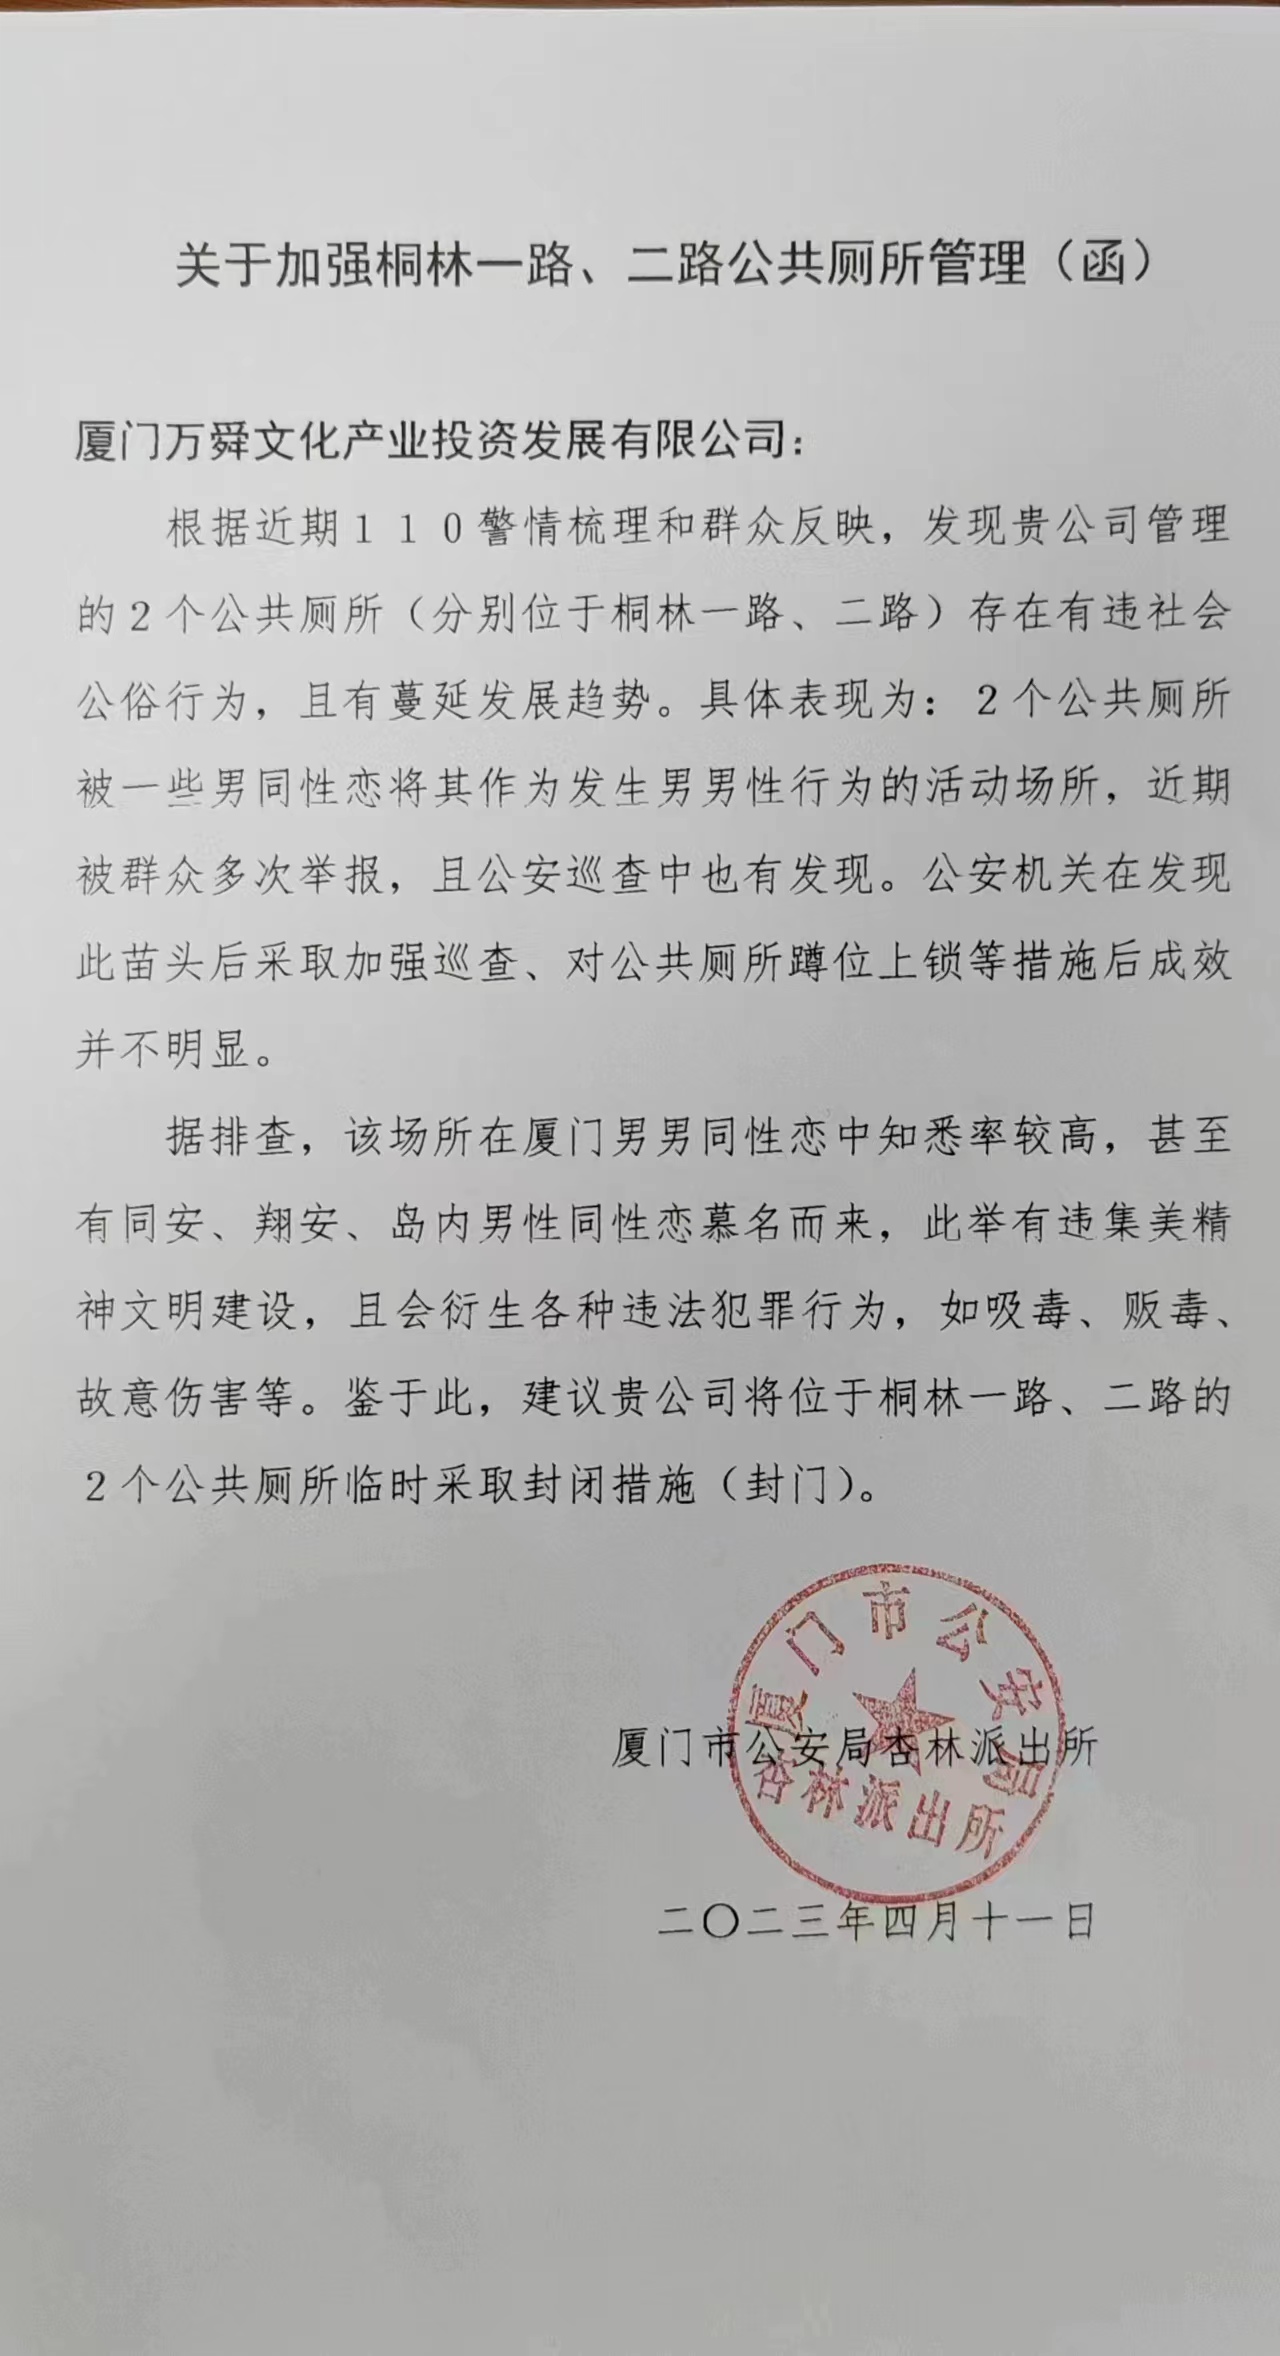 关于加强桐林一路、二路公共厕所管理（函）
厦门万舜文化产业投资发展有限公司：
根据近期110警情梳理和群众反映，发现贵公司管理
的2个公共厕所（分别位于桐林一路、二路）存在有违社会
公俗行为，且有蔓延发展趋势。具体表现为：2个公共厕所
被一些男同性恋将其作为发生男男性行为的活动场所，近期
被群众多次举报，且公安巡查中也有发现。公安机关在发现
此苗头后采取加强巡查、对公共厕所蹲位上锁等措施后成效
并不明显。
据排查，该场所在厦门男男同性恋中知悉率较高，甚至
有同安、翔安、岛内男性同性恋慕名而来，此举有违集美精
神文明建设，且会衍生各种违法犯罪行为，如吸毒、贩毒、
故意伤害等。鉴于此，建议贵公司将位于桐林一路、二路的
2个公共厕所临时采取封闭措施（封门）。
厦门市公安局
厦门市公安局杏林派出所
杏林派出所
二〇二三年四月十一日